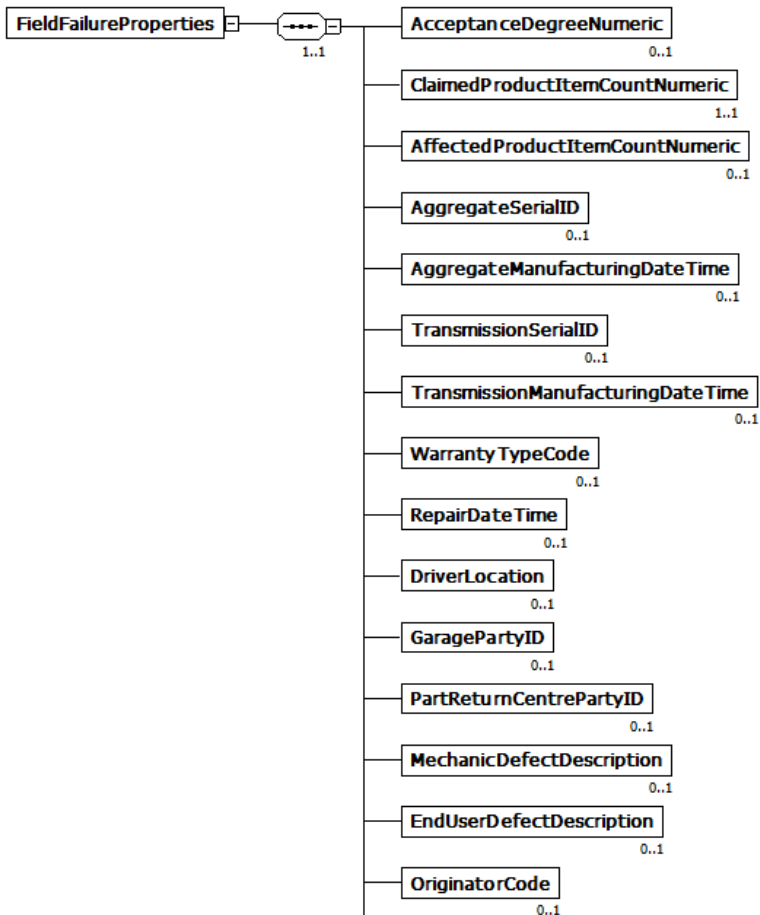 FieldFailureProperties
1..1
AcceptanceDegreeNumeric
0..1
ClaimedProductItemCountNumeric
1..1
AffectedProductItemCountNumeric
0..1
AggregateSerialID
0..1
AggregateManufacturingDateTime
0..1
TransmissionSerialID
0..1
TransmissionManufacturingDateTime
0..1
WarrantyTypeCode
0..1
RepairDateTime
0..1
DriverLocation
0..1
GaragePartyID
0..1
PartReturnCentrePartyID
0..1
MechanicDefectDescription
0..1
EndUserDefectDescription
0..1
OriginatorCode
0..1